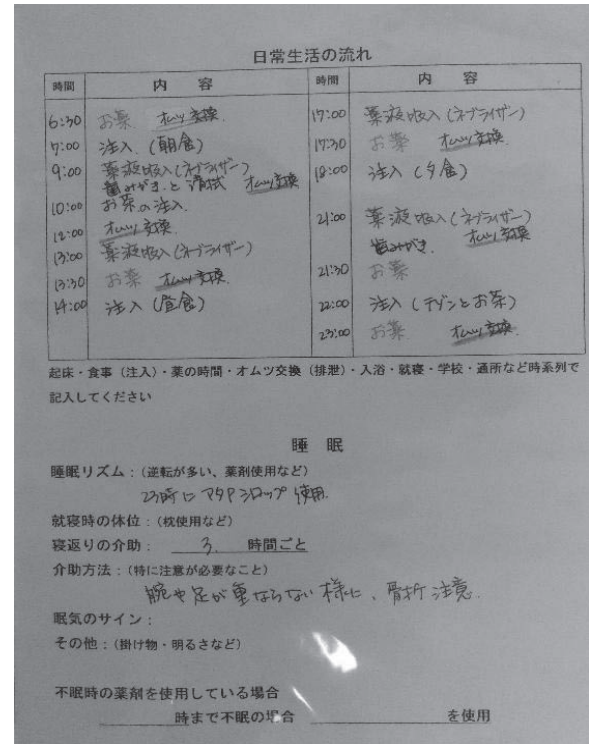 日常生活の流れ
時間 内 容 時間 内 容
6:30 お薬 オムツ交換
7:00 注入 (朝食)
9:00 薬液吸入 (ネブライザー)
歯みがき と 清拭 オムツ交換
10:00 お茶の注入
12:00 オムツ交換
13:00 薬液吸入 (ネブライザー)
13:30 お薬 オムツ交換
14:00 注入 (昼食)
17:00 薬液吸入 (ネブライザー)
17:30 お薬 オムツ交換
18:00 注入 (夕食)
21:00 薬液吸入 (ネブライザー)
歯みがき オムツ交換
21:30 お薬
22:00 注入 (テゾンとお茶)
23:00 お薬 オムツ交換
起床・食事(注入)・薬の時間・オムツ交換(排泄)・入浴・就寝・学校・通所など時系列で
記入してください
睡 眠
睡眠リズム:(逆転が多い、薬剤使用など)
23時に シロップ 使用.
就寝時の体位:(枕使用など)
寝返りの介助: 3. 時間ごと
介助方法:(特に注意が必要なこと)
腕や足が重ならない様に、骨折注意.
眠気のサイン:
その他:(掛け物・明るさなど)
不眠時の薬剤を使用している場合
時まで不眠の場合 を使用